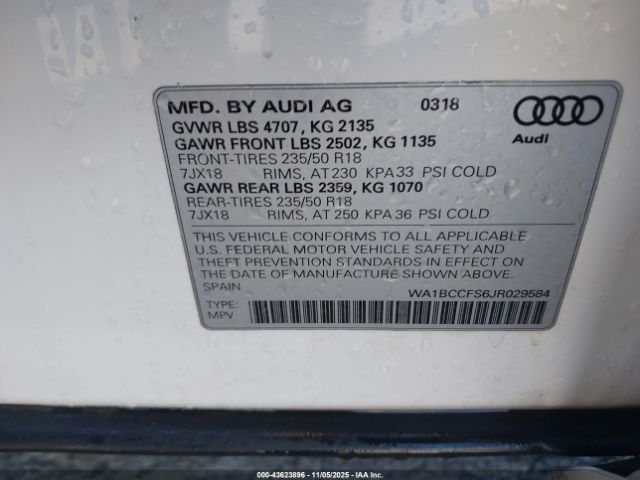 MFD. BY AUDI AG 0318
GVWR LBS 4707, KG 2135
GAWR FRONT LBS 2502, KG 1135
FRONT-TIRES 235/50 R18
7JX18 RIMS, AT 230 KPA 33 PSI COLD
GAWR REAR LBS 2359, KG 1070
REAR-TIRES 235/50 R18
7JX18 RIMS, AT 250 KPA 36 PSI COLD
Audi
THIS VEHICLE CONFORMS TO ALL APPLICABLE
U.S. FEDERAL MOTOR VEHICLE SAFETY AND
THEFT PREVENTION STANDARDS IN EFFECT ON
THE DATE OF MANUFACTURE SHOWN ABOVE.
SPAIN WA1BCCFS6JR029584
TYPE:
MPV
000-43623896 - 11/05/2025 - IAA Inc.